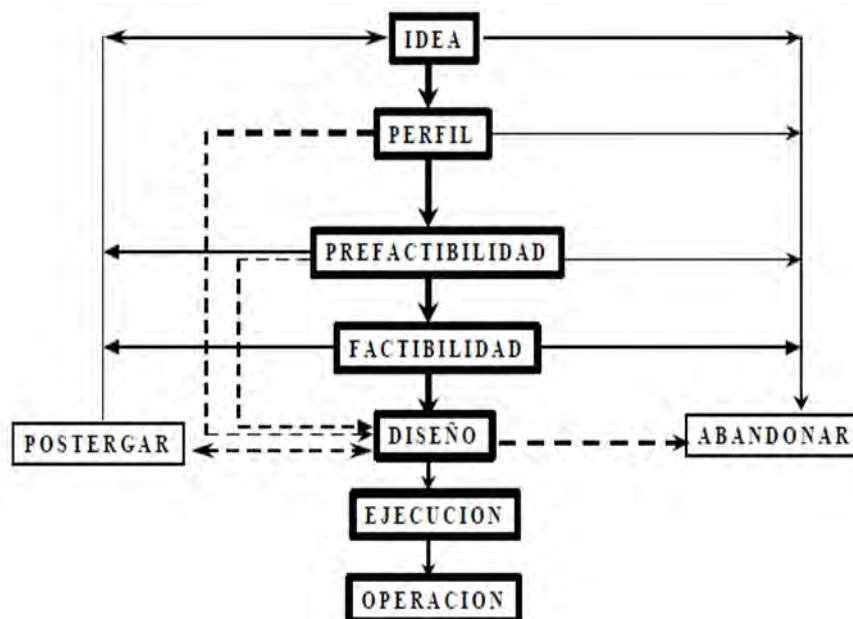 IDEA
PERFIL
PREFACTIBILIDAD
FACTIBILIDAD
DISEÑO
POSTERGAR
ABANDONAR
EJECUCION
OPERACION